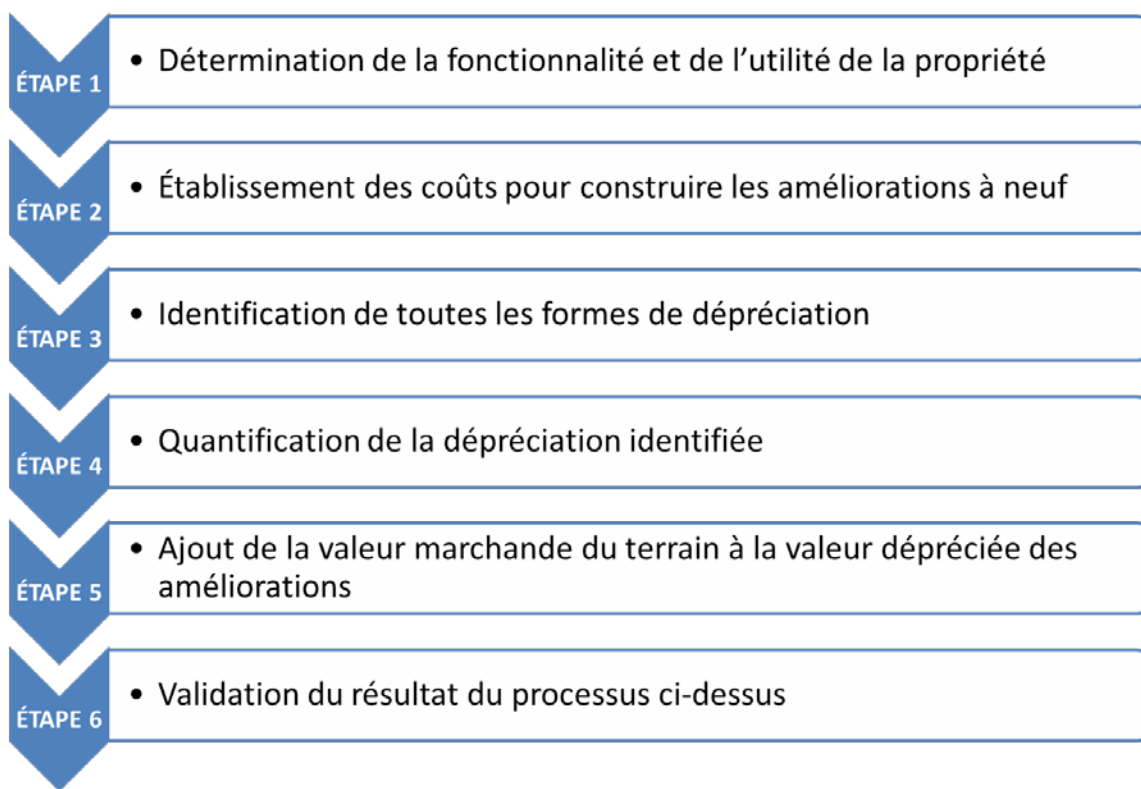 ÉTAPE 1
• Détermination de la fonctionnalité et de l’utilité de la propriété
ÉTAPE 2
• Établissement des coûts pour construire les améliorations à neuf
ÉTAPE 3
• Identification de toutes les formes de dépréciation
ÉTAPE 4
• Quantification de la dépréciation identifiée
ÉTAPE 5
• Ajout de la valeur marchande du terrain à la valeur dépréciée des
améliorations
ÉTAPE 6
• Validation du résultat du processus ci-dessus